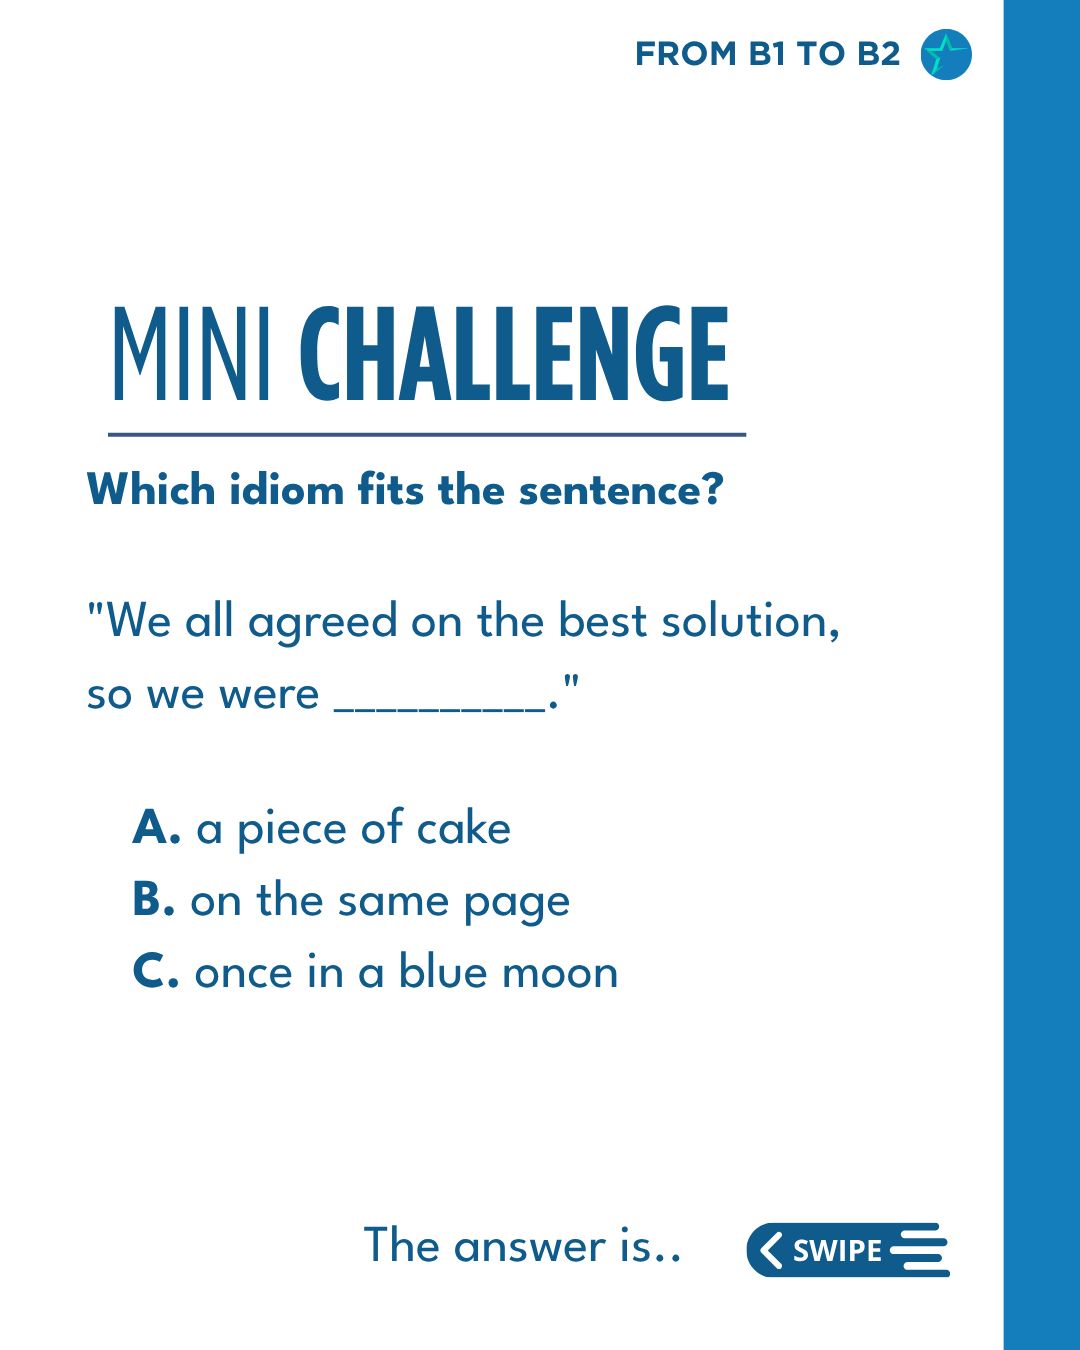 FROM B1 TO B2
MINI CHALLENGE
Which idiom fits the sentence?
"We all agreed on the best solution,
so we were __________."
A. a piece of cake
B. on the same page
C. once in a blue moon
The answer is..
SWIPE